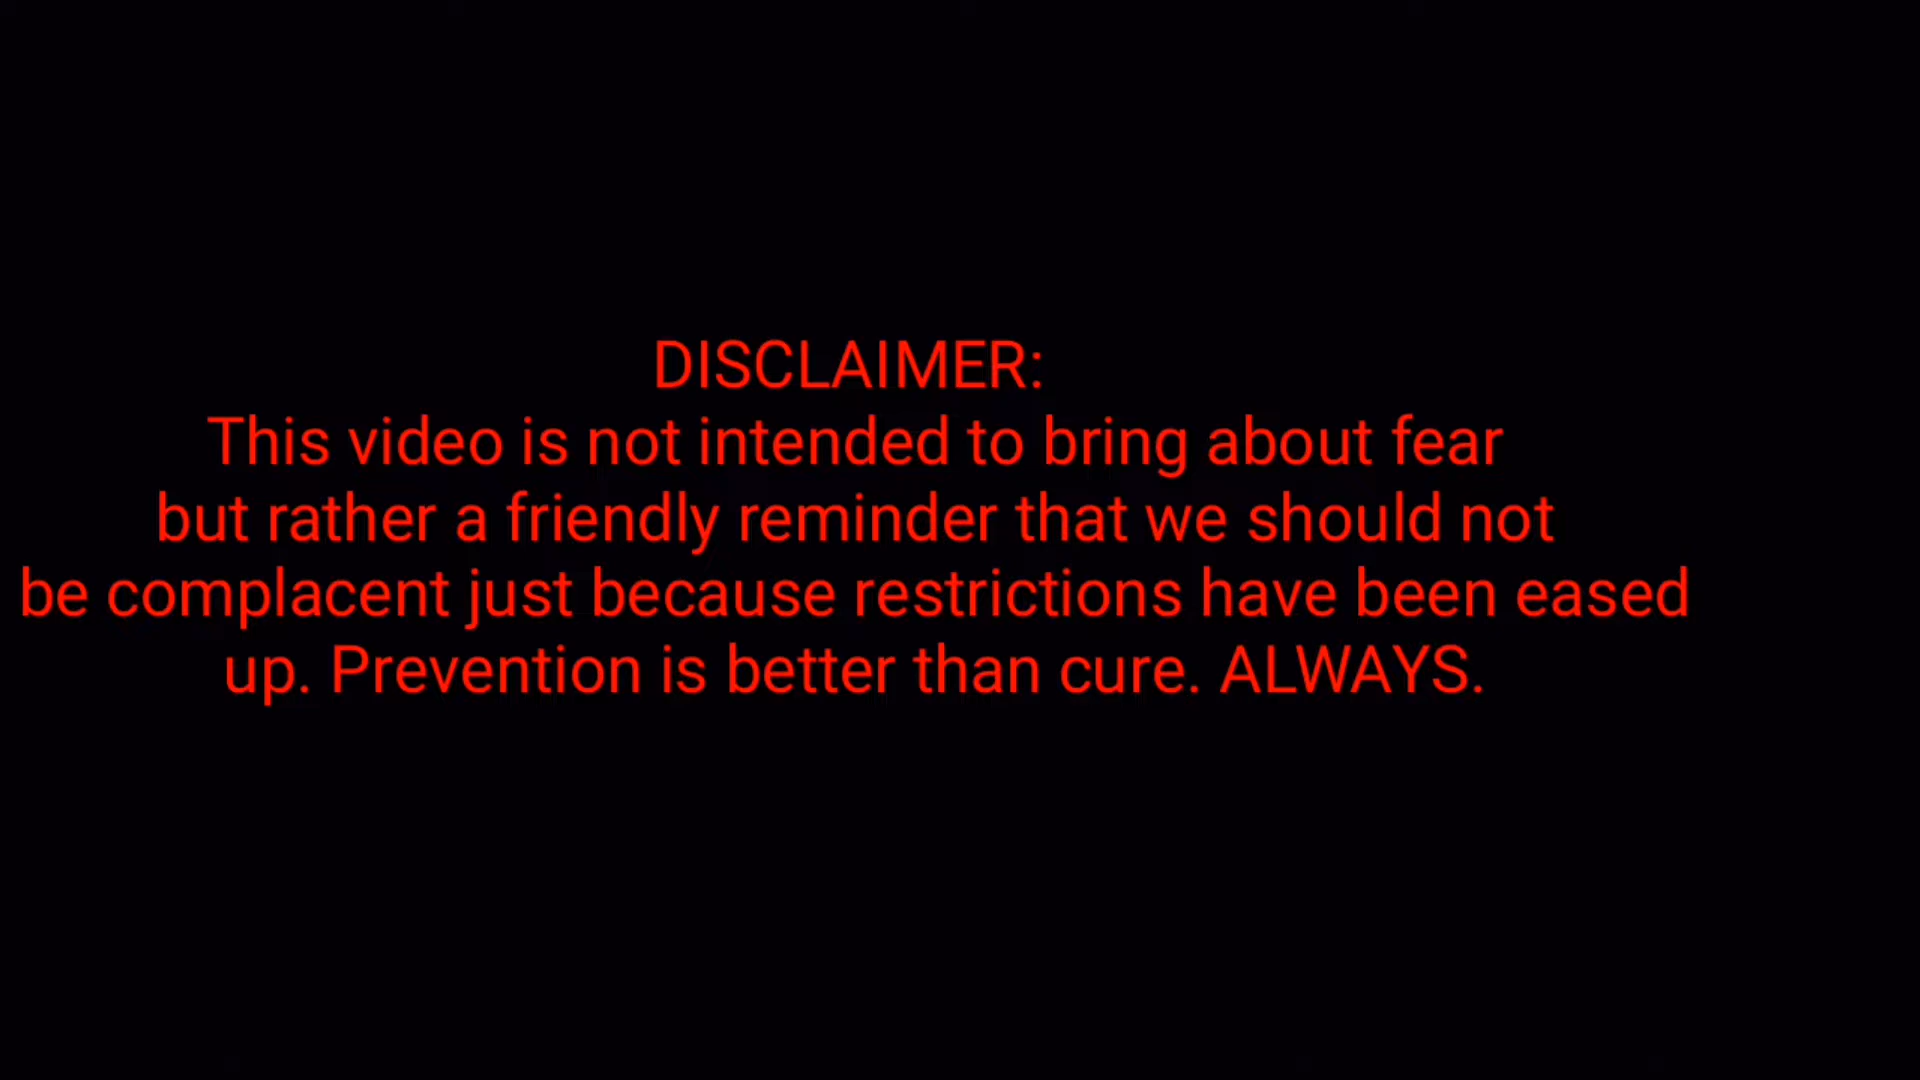 DISCLAIMER:
This video is not intended to bring about fear
but rather a friendly reminder that we should not
be complacent just because restrictions have been eased
up. Prevention is better than cure. ALWAYS.